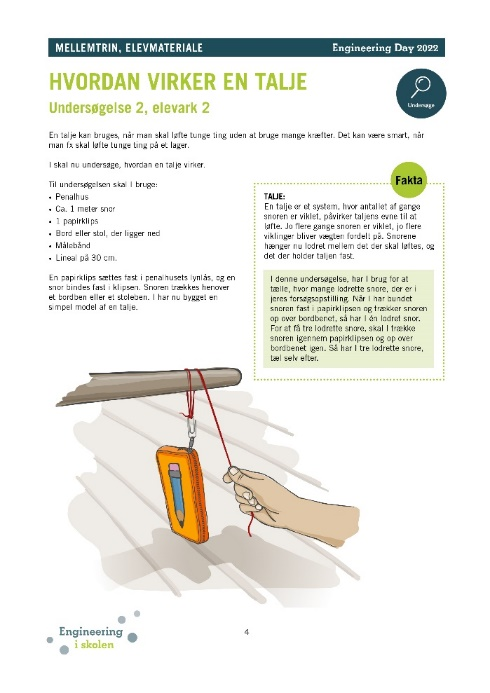 MELLEMTRIN, ELEVMATERIALE
Engineering Day 2022
HVORDAN VIRKER EN TALJE
Undersøgelse 2, elevark 2
Undersøge
En talje kan bruges, når man skal løfte tunge ting uden at bruge mange kræfter. Det kan være smart, når
man fx skal løfte tunge ting på et lager.
I skal nu undersøge, hvordan en talje virker.
Til undersøgelsen skal I bruge:
• Penalhus
• Ca. 1 meter snor
• 1 papirklips
• Bord eller stol, der ligger ned
• Målebånd
• Lineal på 30 cm.
En papirklips sættes fast i penalhusets lynlås, og en
snor bindes fast i klipsen. Snoren trækkes henover
et bordben eller et stoleben. I har nu bygget en
simpel model af en talje.
Fakta
TALJE:
En talje er et system, hvor antallet af gange
snoren er viklet, påvirker taljens evne til at
løfte. Jo flere gange snoren er viklet, jo flere
viklinger bliver vægten fordelt på. Snorene
hænger nu lodret mellem det der skal løftes, og
det der holder taljen fast.
I denne undersøgelse, har I brug for at
tælle, hvor mange lodrette snore, der er i
jeres forsøgsopstilling. Når I har bundet
snoren fast i papirklipsen og trækker snoren
op over bordbenet, så har I én lodret snor.
For at få tre lodrette snore, skal I trække
snoren igennem papirklipsen og op over
bordbenet igen. Så har I tre lodrette snore,
tæl selv efter.
Engineering
i skolen
4